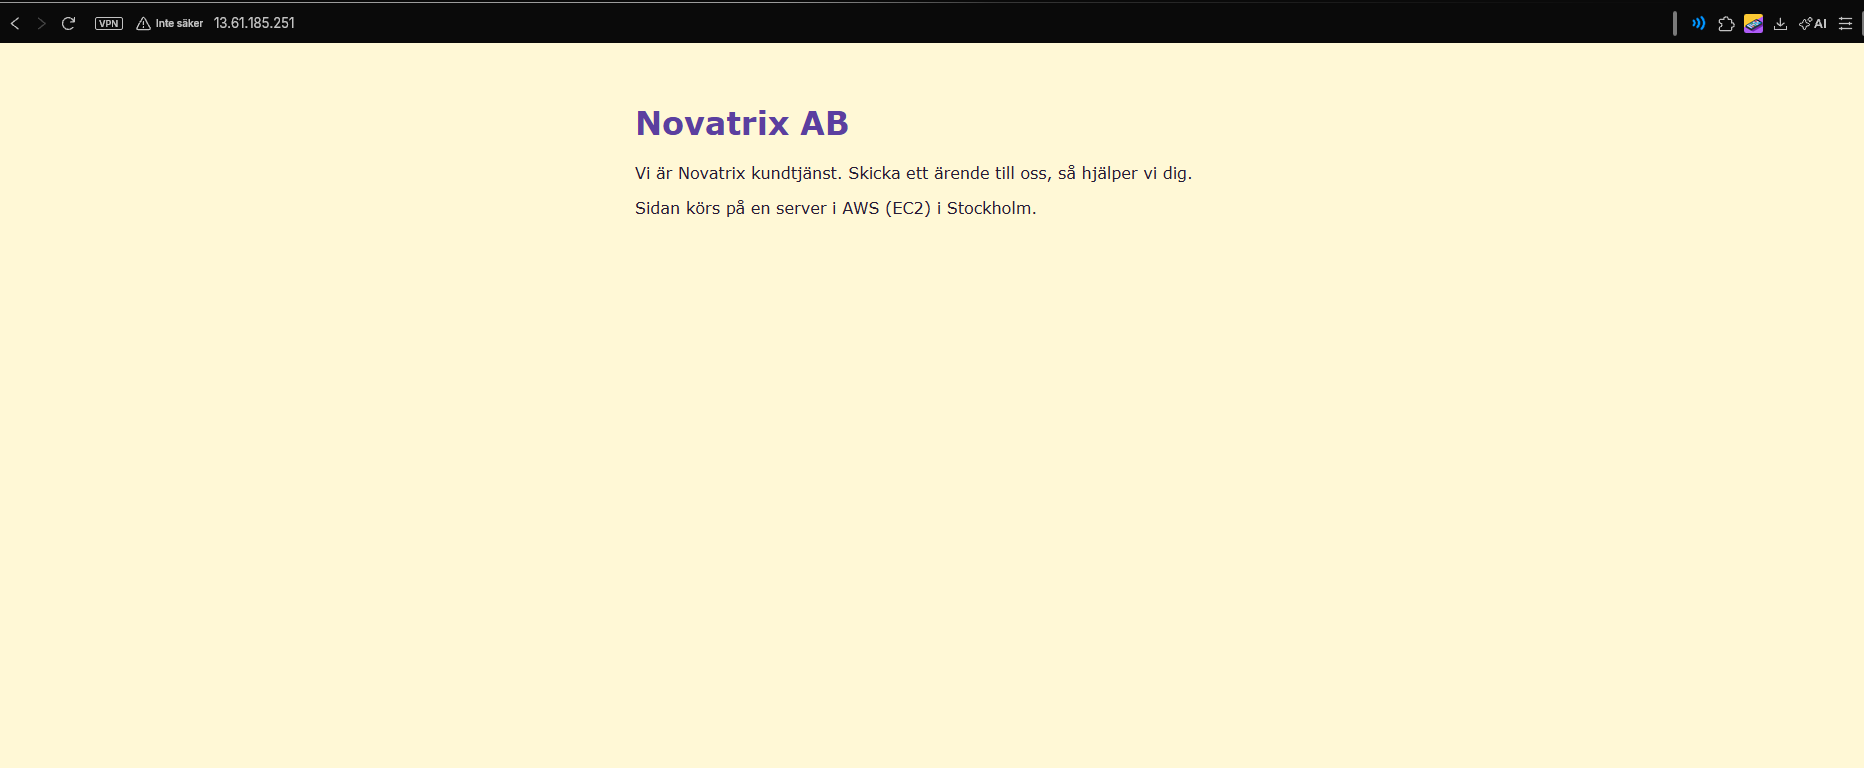 VPN Inte säker 13.61.185.251 AI
Novatrix AB
Vi är Novatrix kundtjänst. Skicka ett ärende till oss, så hjälper vi dig.
Sidan körs på en server i AWS (EC2) i Stockholm.